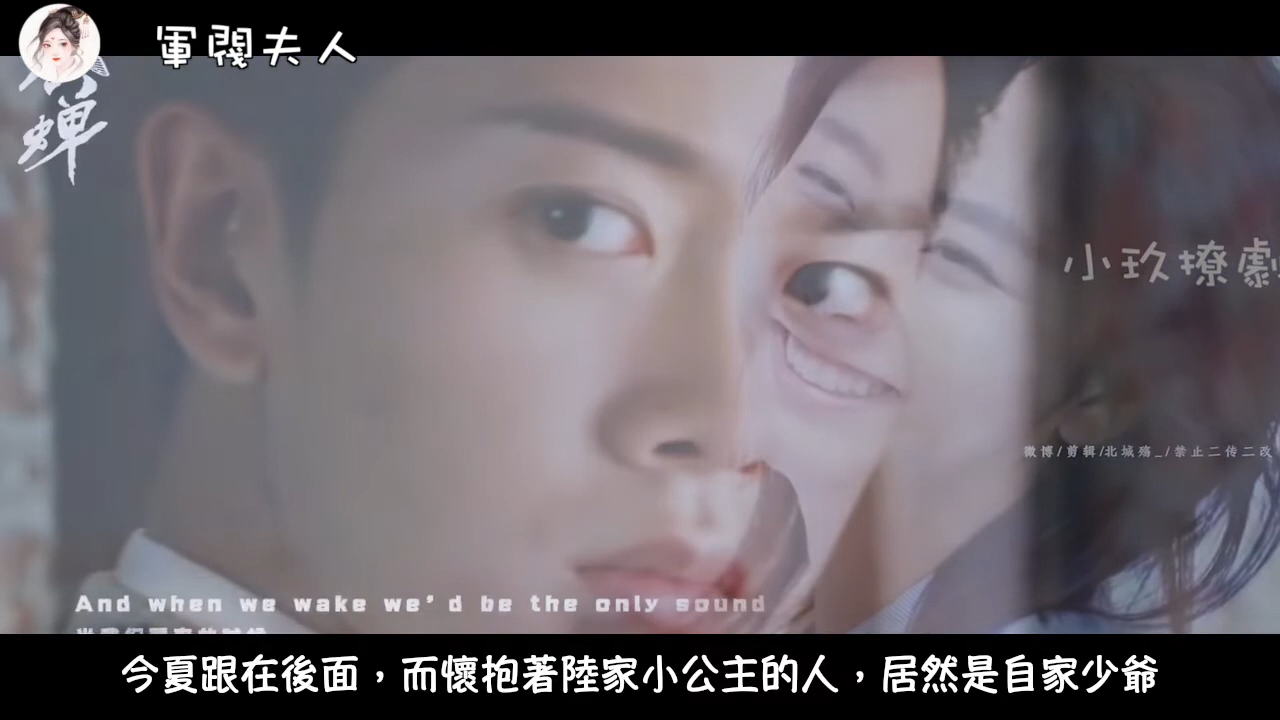 軍閥夫人
蝉
小玖撩劇
微博/剪辑/北城殇_/禁止二传二改
And when we wake we'd be the only sound
今夏跟在後面，而懷抱著陸家小公主的人，居然是自家少爺